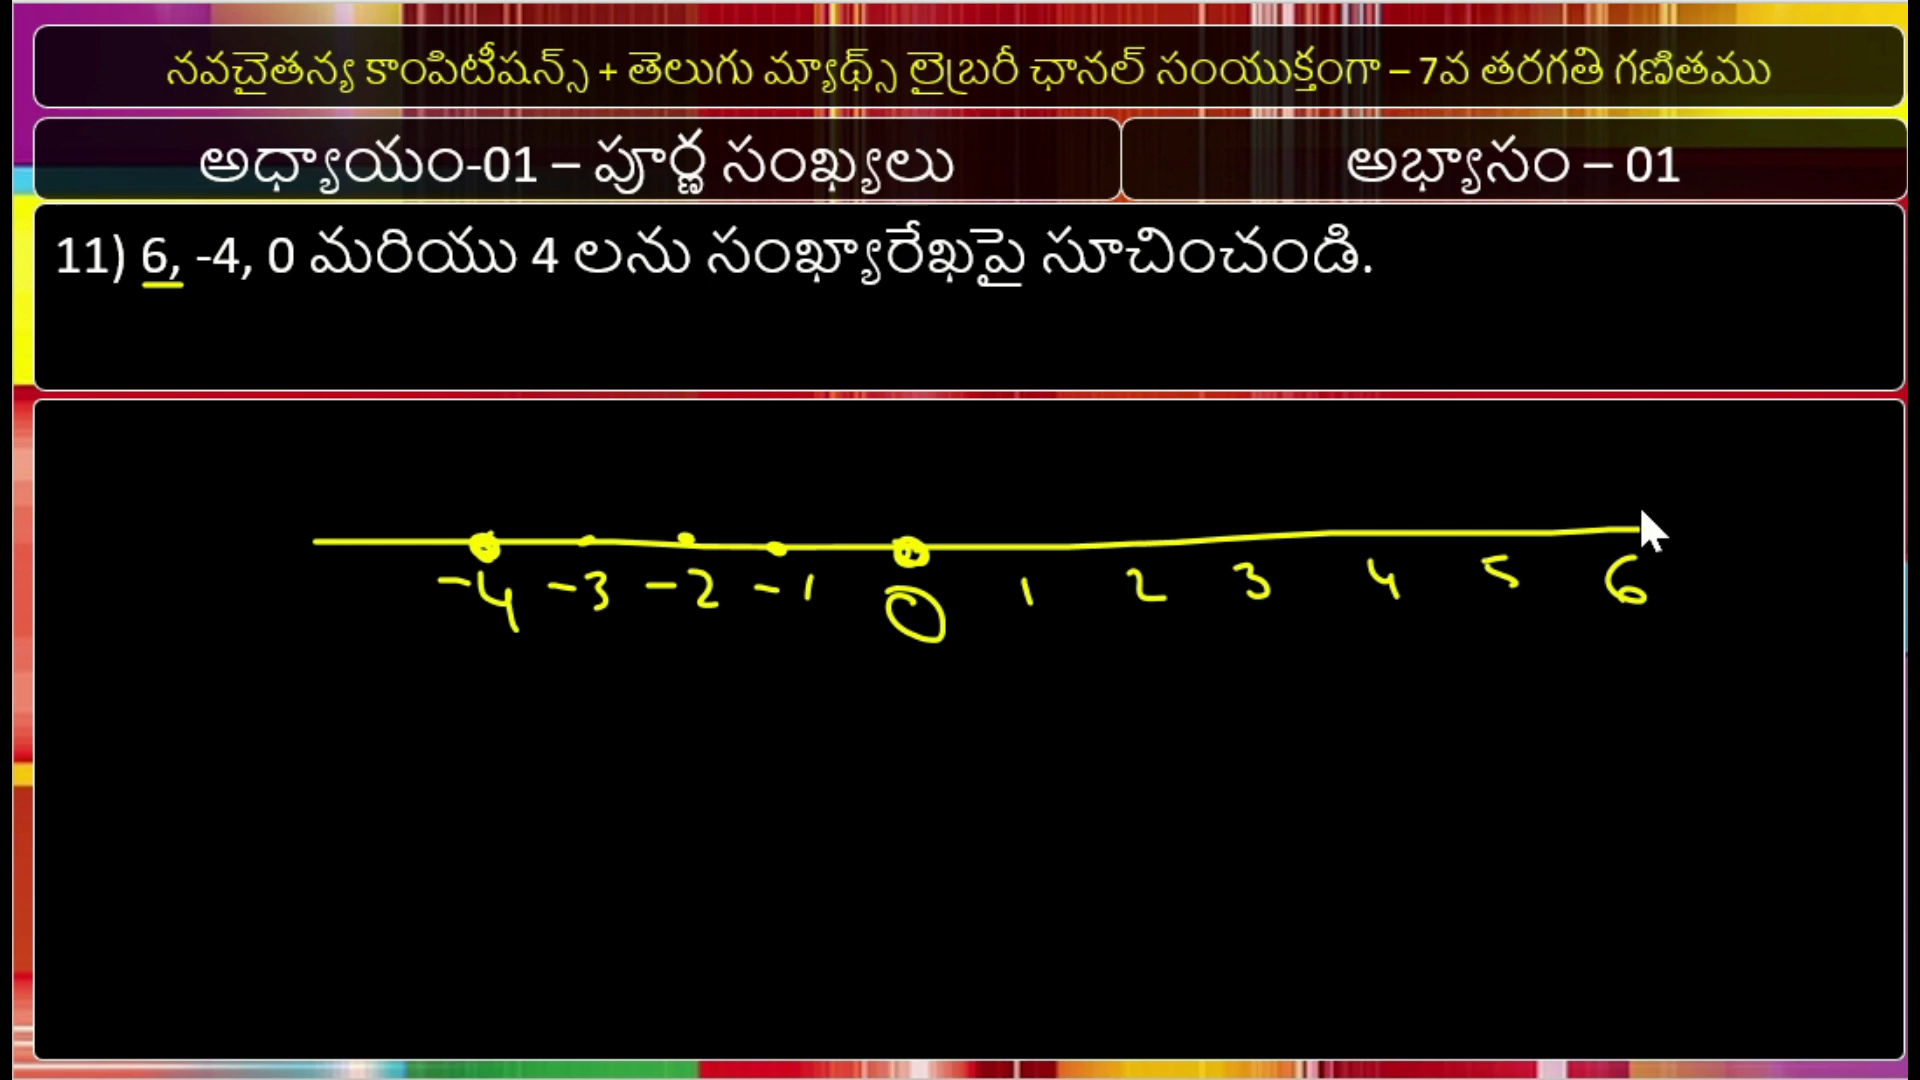 నవచైతన్య కాంపిటీషన్స్ + తెలుగు మ్యాథ్స్ లైబ్రరీ ఛానల్ సంయుక్తంగా – 7వ తరగతి గణితము
అధ్యాయం-01 – పూర్ణ సంఖ్యలు
అభ్యాసం – 01
11) 6, -4, 0 మరియు 4 లను సంఖ్యారేఖపై సూచించండి.
-4 -3 -2 -1 0 1 2 3 4 5 6